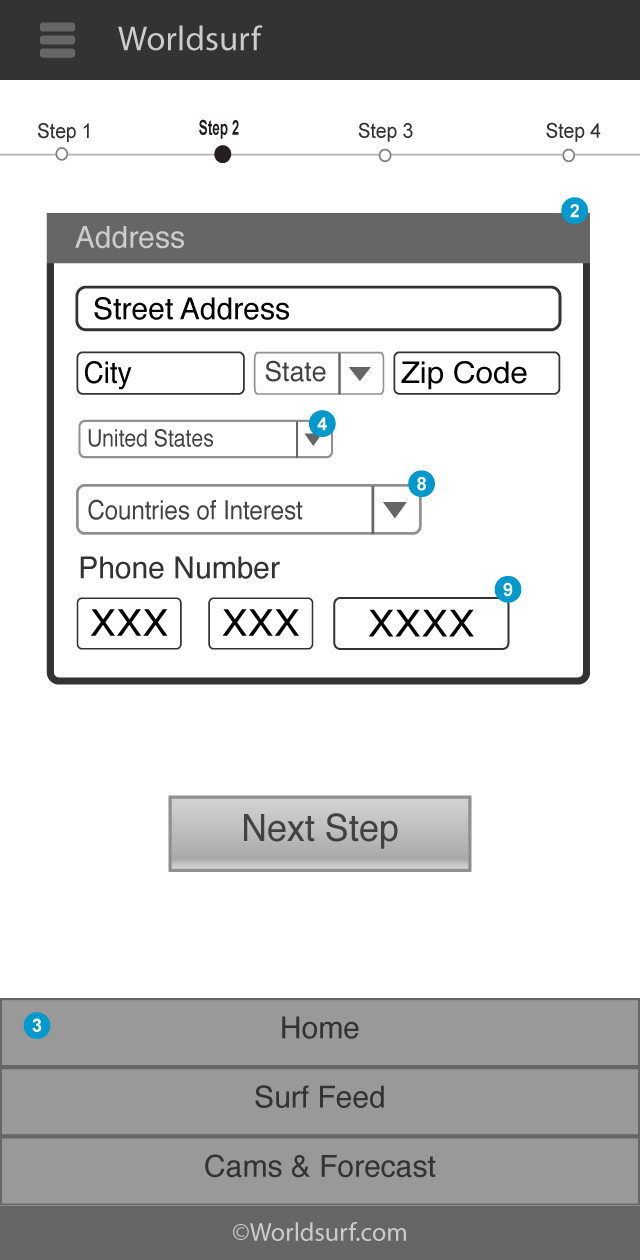 Worldsurf
Step 1 Step 2 Step 3 Step 4
2
Address
Street Address
City State Zip Code
United States 4
Countries of Interest 8
Phone Number
9
XXX XXX XXXX
Next Step
3 Home
Surf Feed
Cams & Forecast
©Worldsurf.com